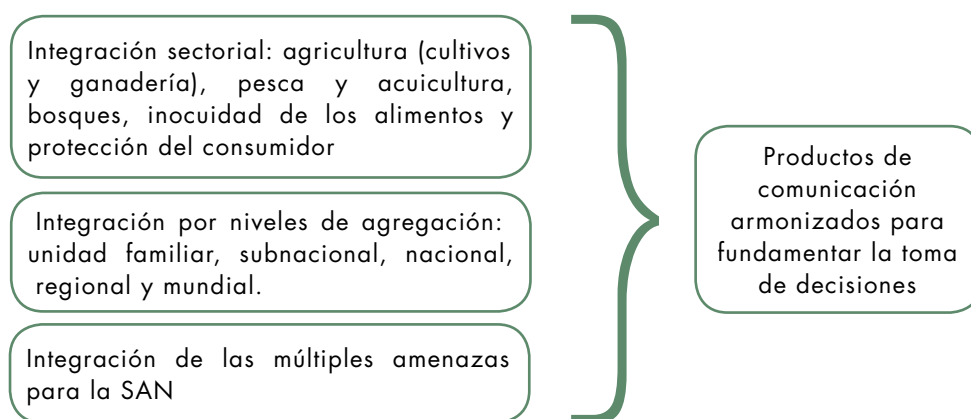 Integración sectorial: agricultura (cultivos
y ganadería), pesca y acuicultura,
bosques, inocuidad de los alimentos y
protección del consumidor
Integración por niveles de agregación:
unidad familiar, subnacional, nacional,
regional y mundial.
Integración de las múltiples amenazas
para la SAN
Productos de
comunicación
armonizados para
fundamentar la toma
de decisiones